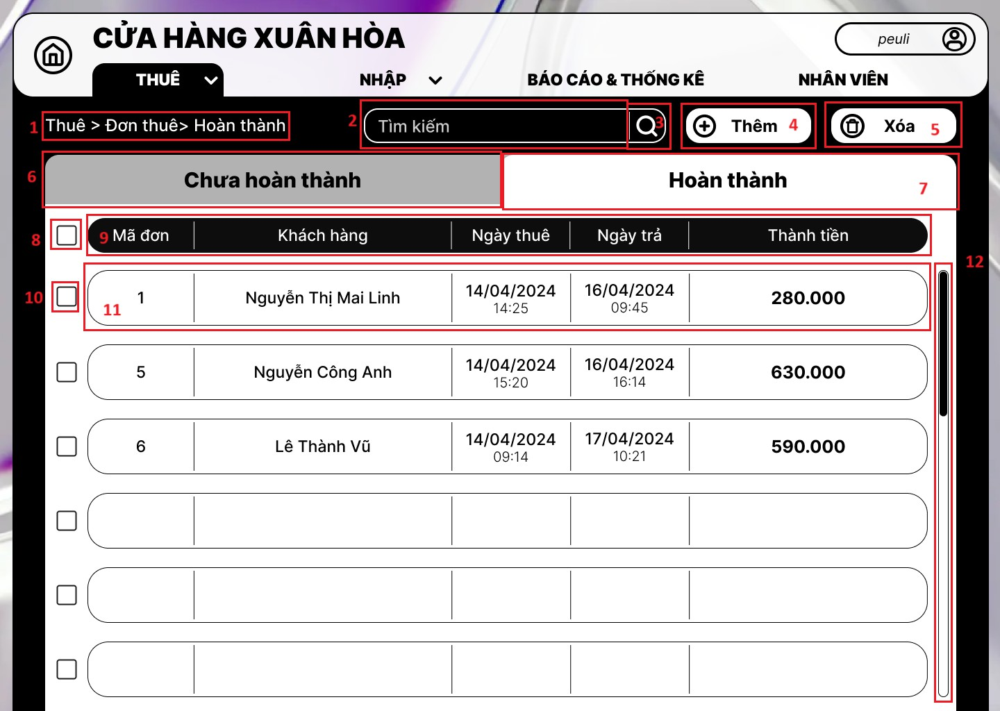 CỬA HÀNG XUÂN HÒA
peuli
THUÊ
NHẬP
BÁO CÁO & THỐNG KÊ
NHÂN VIÊN
1
Thuê > Đơn thuê> Hoàn thành
2
Tìm kiếm
3
Thêm
4
Xóa
5
6
Chưa hoàn thành
Hoàn thành
7
8
9
Mã đơn
Khách hàng
Ngày thuê
Ngày trả
Thành tiền
12
10
11
1
Nguyễn Thị Mai Linh
14/04/2024
14:25
16/04/2024
09:45
280.000
5
Nguyễn Công Anh
14/04/2024
15:20
16/04/2024
16:14
630.000
6
Lê Thành Vũ
14/04/2024
09:14
17/04/2024
10:21
590.000